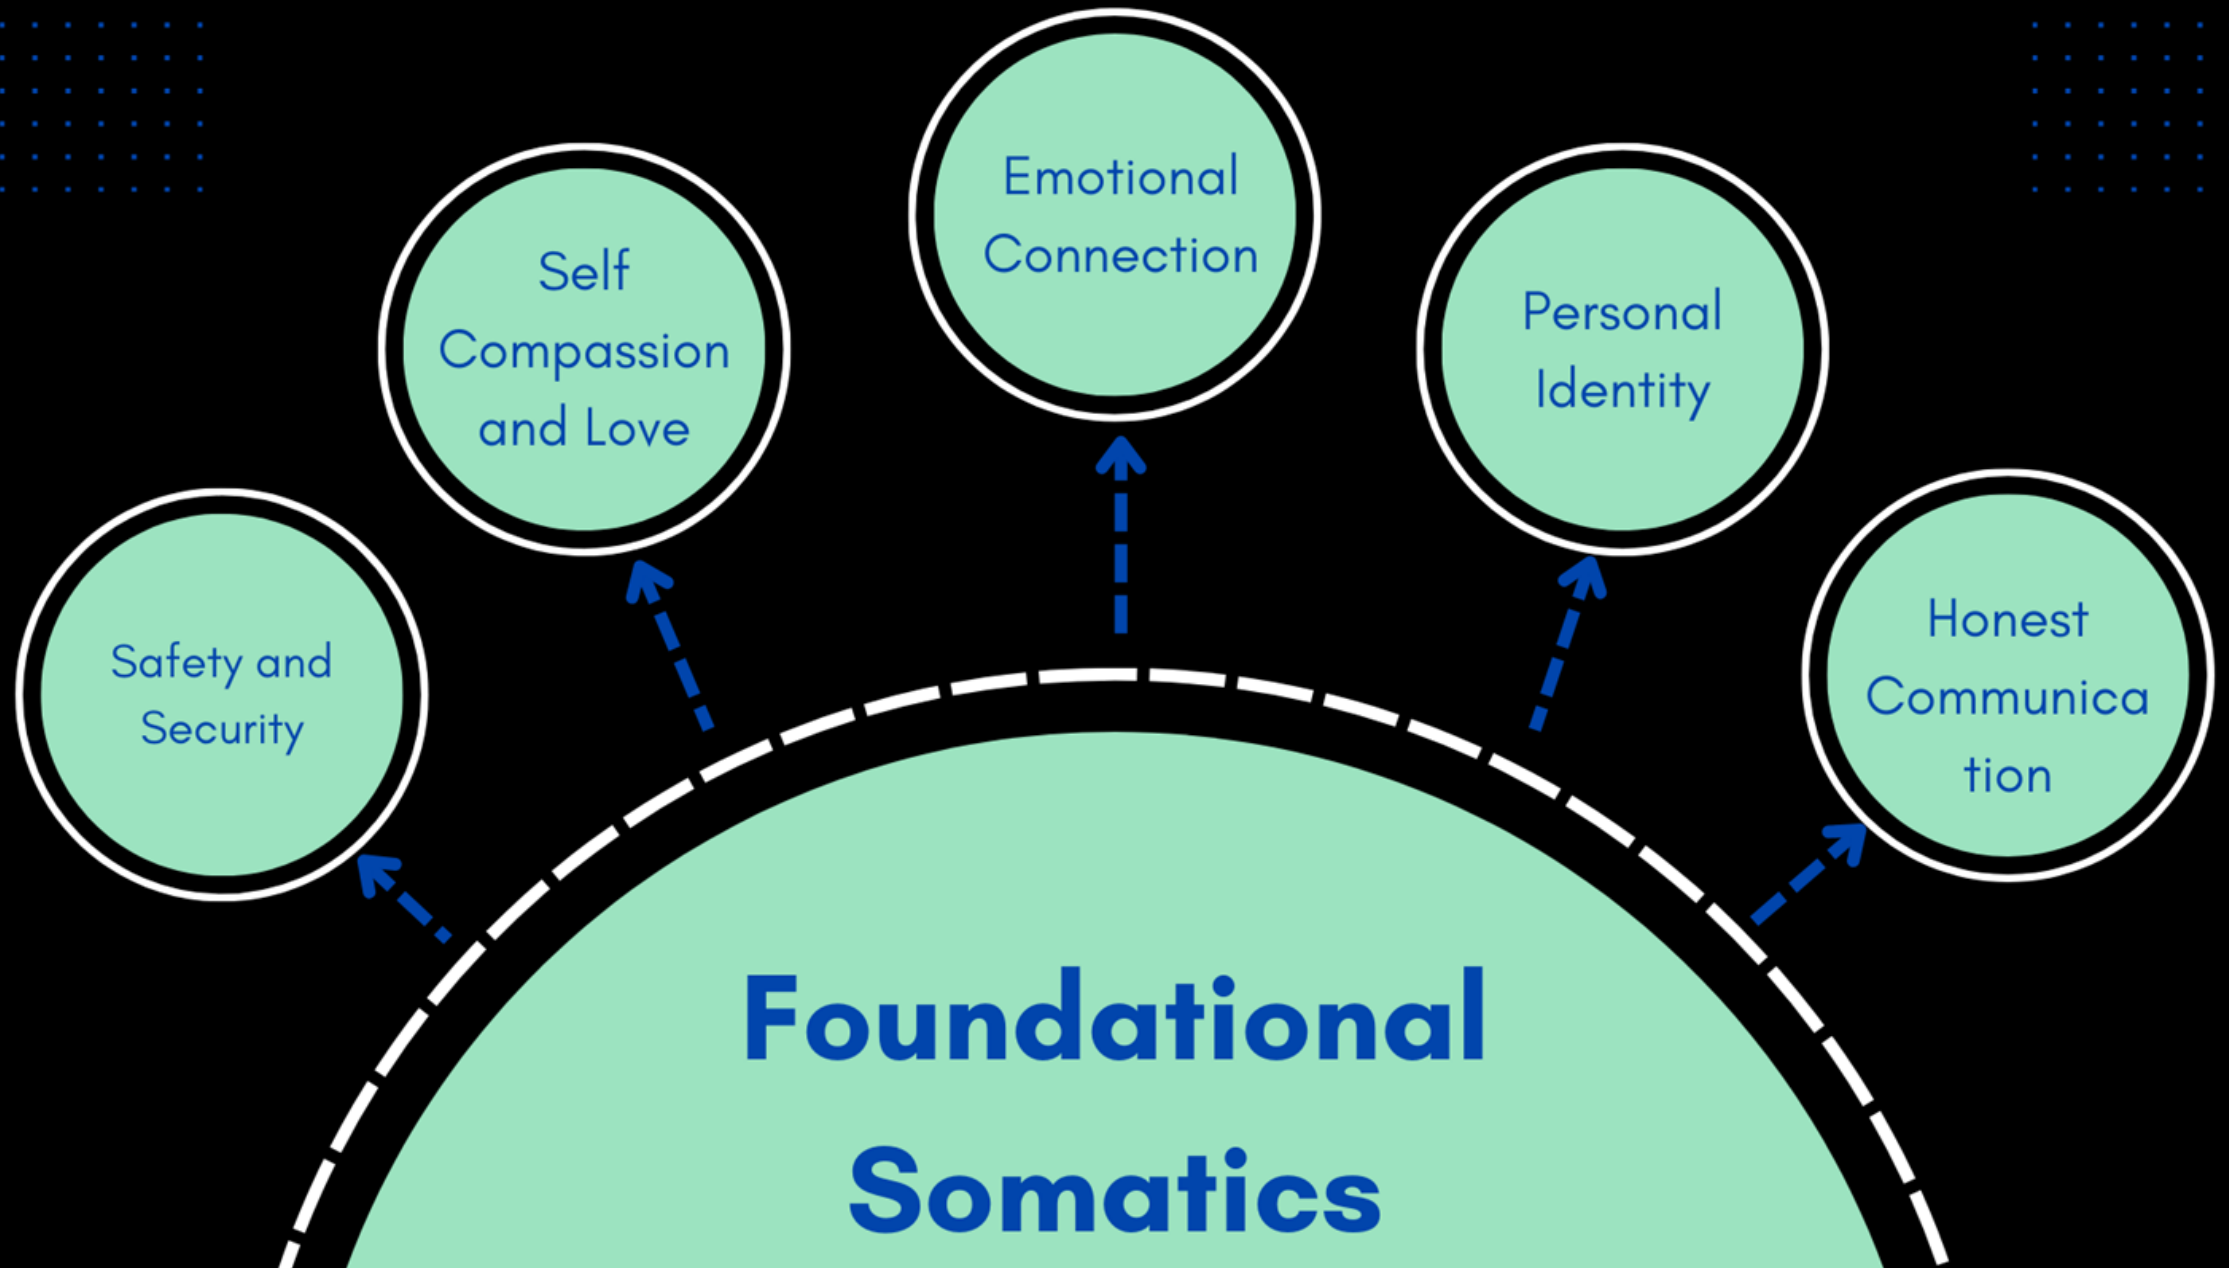 Emotional
Connection
Self
Compassion
and Love
Personal
Identity
Safety and
Security
Honest
Communica
tion
Foundational
Somatics